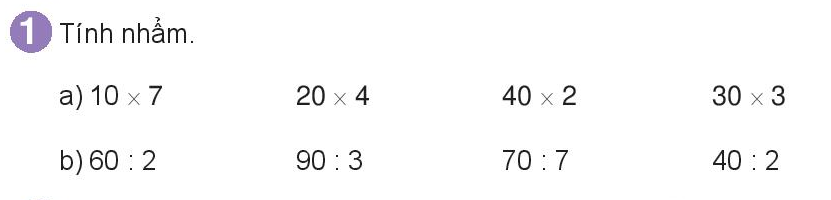 1 Tính nhẩm.
a) 10 × 7 20 × 4 40 × 2 30 × 3
b) 60 : 2 90 : 3 70 : 7 40 : 2